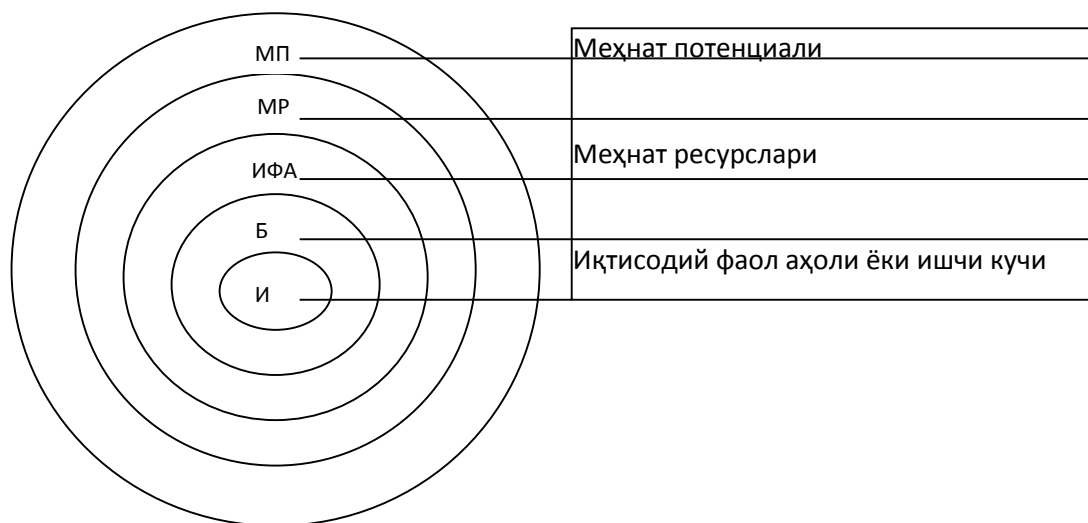 МП
Меҳнат потенциали
МР
Меҳнат ресурслари
ИФА
Б
Иқтисодий фаол аҳоли ёки ишчи кучи
И